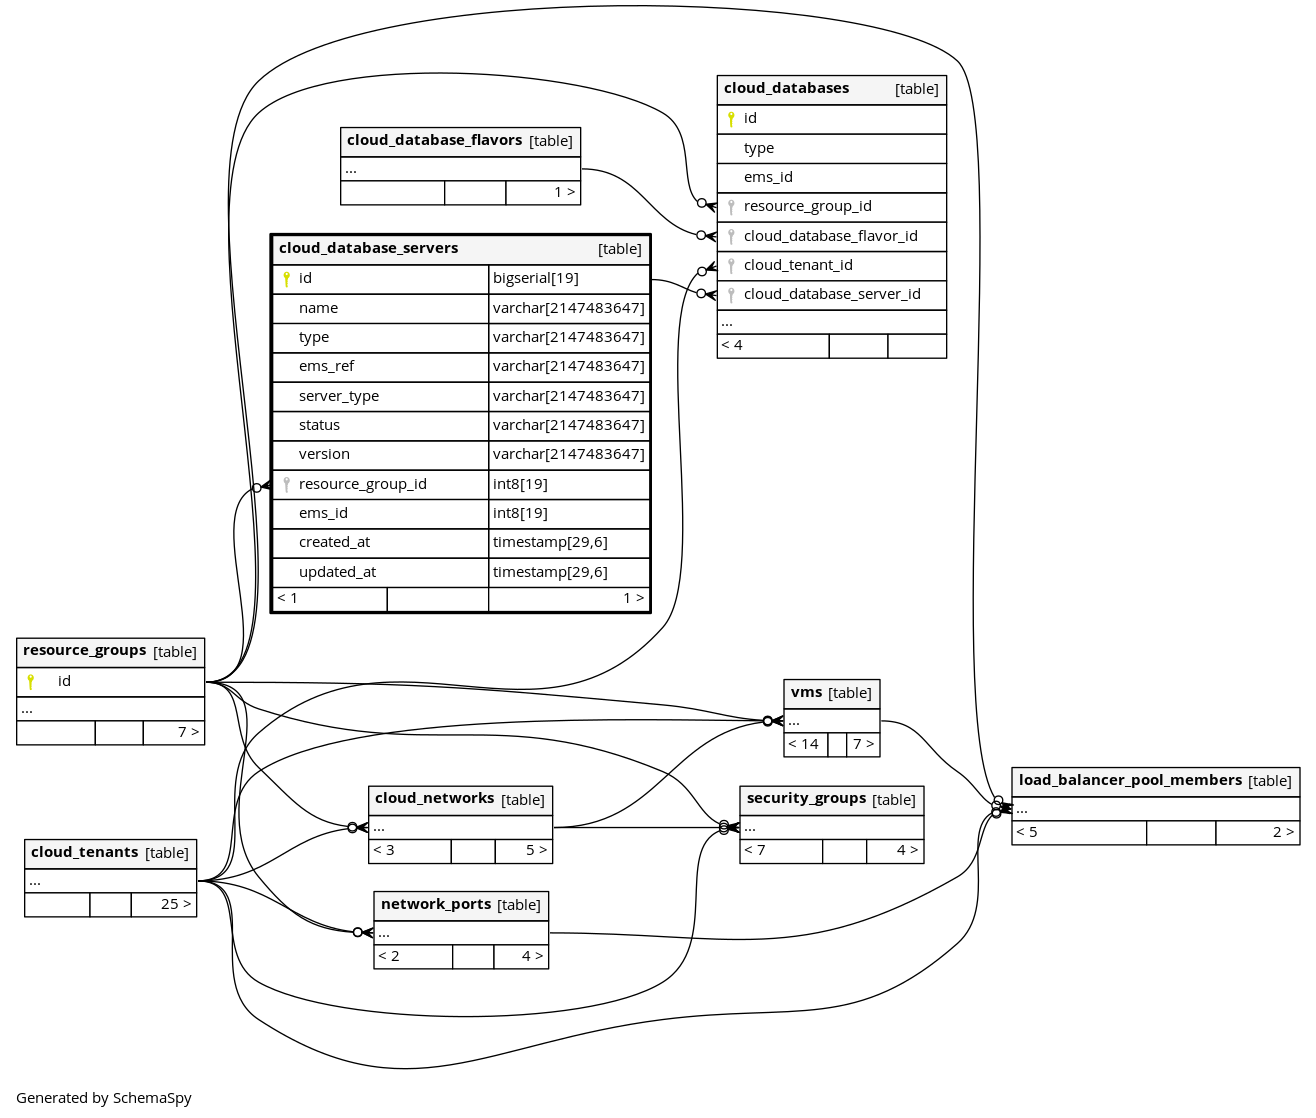 cloud_databases [table]
id
type
ems_id
resource_group_id
cloud_database_flavor_id
cloud_tenant_id
cloud_database_server_id
...
< 4
cloud_database_flavors [table]
...
1 >
cloud_database_servers [table]
id bigserial[19]
name varchar[2147483647]
type varchar[2147483647]
ems_ref varchar[2147483647]
server_type varchar[2147483647]
status varchar[2147483647]
version varchar[2147483647]
resource_group_id int8[19]
ems_id int8[19]
created_at timestamp[29,6]
updated_at timestamp[29,6]
< 1 1 >
resource_groups [table]
id
...
7 >
vms [table]
...
< 14 7 >
load_balancer_pool_members [table]
...
< 5 2 >
cloud_networks [table]
...
< 3 5 >
security_groups [table]
...
< 7 4 >
cloud_tenants [table]
...
25 >
network_ports [table]
...
< 2 4 >
Generated by SchemaSpy